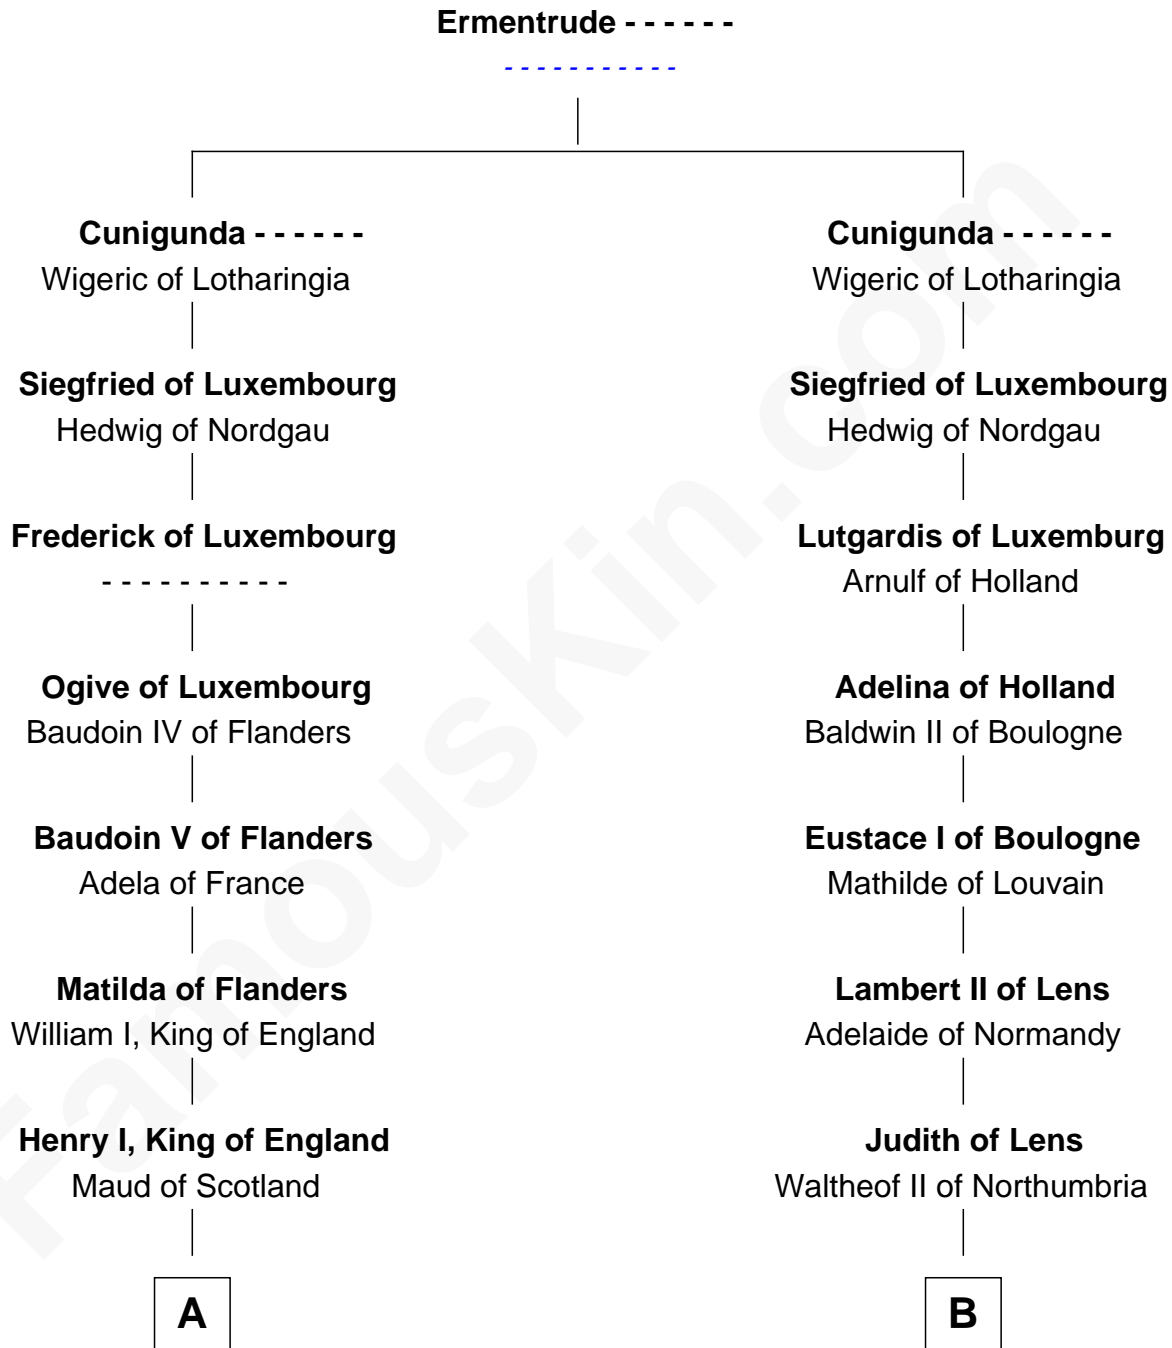 Ermentrude - - - - - -
- - - - - - - - - - -
Cunigunda - - - - - -
Wigeric of Lotharingia
Siegfried of Luxembourg
Hedwig of Nordgau
Frederick of Luxembourg
- - - - - - - - - -
Ogive of Luxembourg
Baudoin IV of Flanders
Baudoin V of Flanders
Adela of France
Matilda of Flanders
William I, King of England
Henry I, King of England
Maud of Scotland
A
Cunigunda - - - - - -
Wigeric of Lotharingia
Siegfried of Luxembourg
Hedwig of Nordgau
Lutgardis of Luxemburg
Arnulf of Holland
Adelina of Holland
Baldwin II of Boulogne
Eustace I of Boulogne
Mathilde of Louvain
Lambert II of Lens
Adelaide of Normandy
Judith of Lens
Waltheof II of Northumbria
B
FamousKin.com